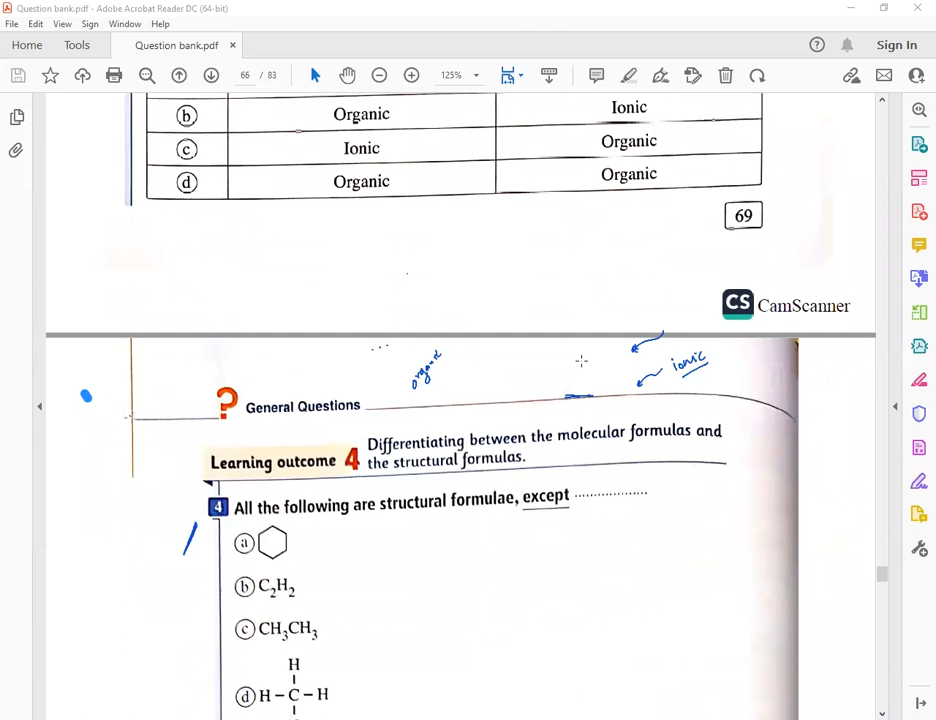 Question bank.pdf - Adobe Acrobat Reader DC (64-bit)
File Edit View Sign Window Help
Home Tools Question bank.pdf × Sign In
66 / 83 125%
b Organic Ionic
c Ionic Organic
d Organic Organic
69
CS CamScanner
organic
ionic
? General Questions
Learning outcome 4 Differentiating between the molecular formulas and
the structural formulas.
4 All the following are structural formulae, except ....................
a
b C₂H₂
c CH₃CH₃
H
d H – C – H